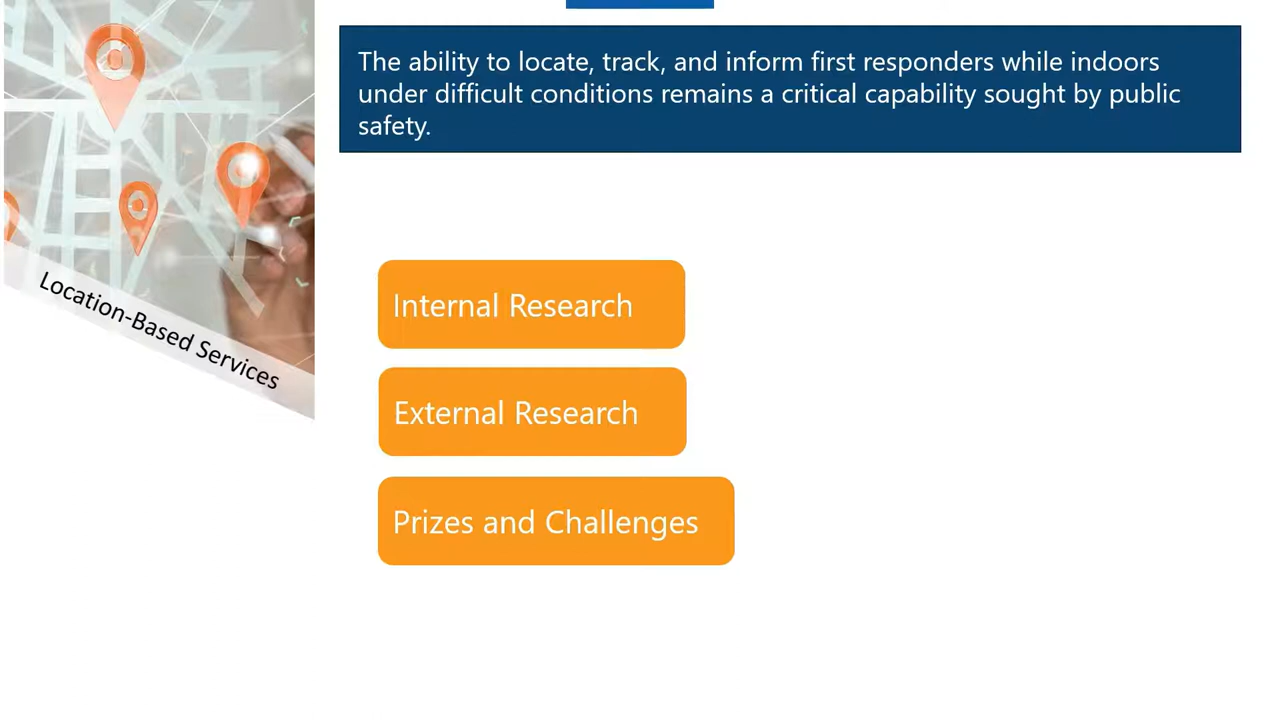 The ability to locate, track, and inform first responders while indoors
under difficult conditions remains a critical capability sought by public
safety.
Location-Based Services
Internal Research
External Research
Prizes and Challenges